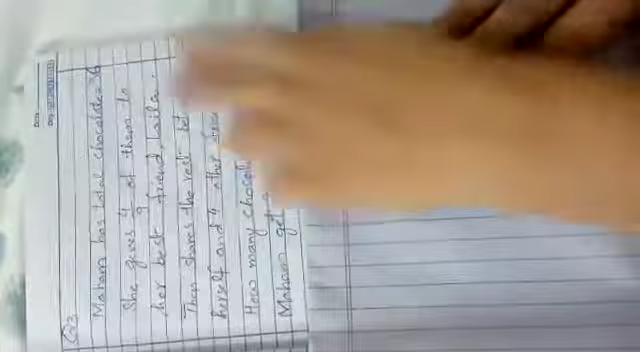 Q3
Maham has total chocolates
She gives 4/9 of them to
her best friend, Laila.
Then shares the rest
herself and 4 other
How many
Maham get